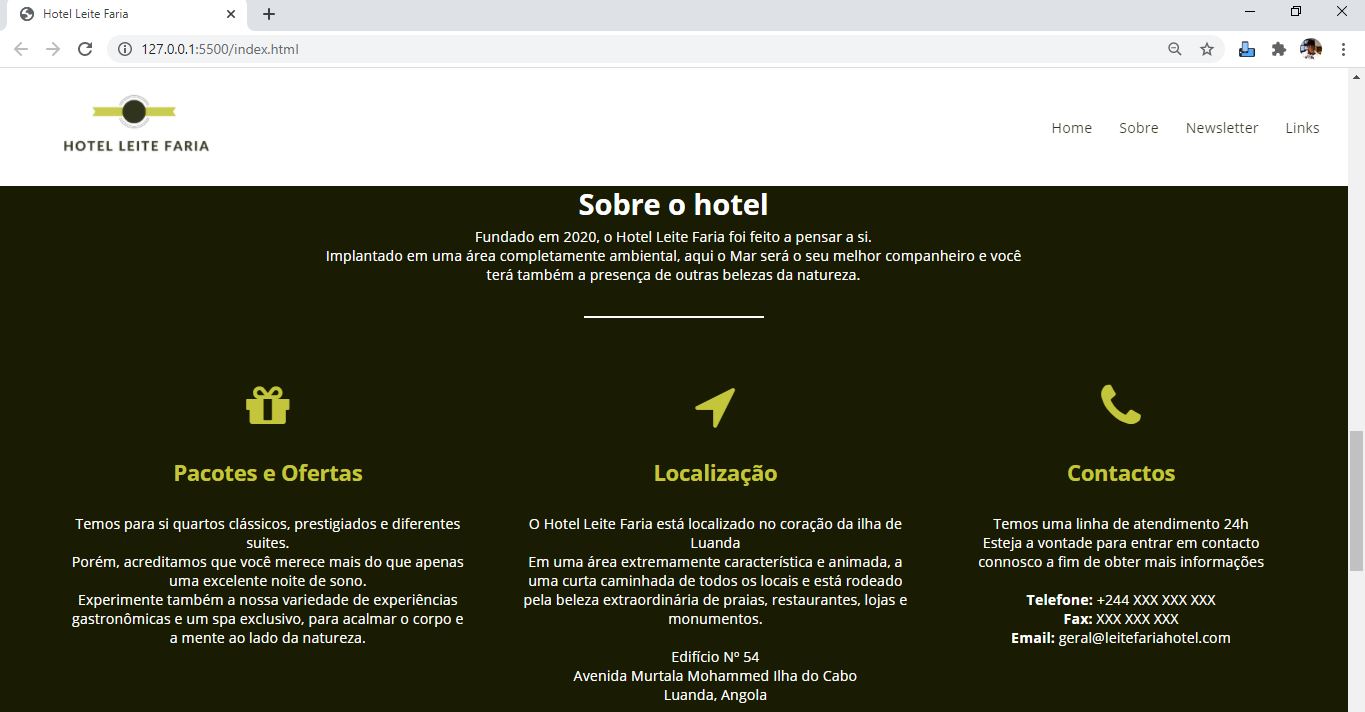 Hotel Leite Faria
127.0.0.1:5500/index.html
HOTEL LEITE FARIA
Home Sobre Newsletter Links
Sobre o hotel
Fundado em 2020, o Hotel Leite Faria foi feito a pensar a si.
Implantado em uma área completamente ambiental, aqui o Mar será o seu melhor companheiro e você
terá também a presença de outras belezas da natureza.
Pacotes e Ofertas
Temos para si quartos clássicos, prestigiados e diferentes
suites.
Porém, acreditamos que você merece mais do que apenas
uma excelente noite de sono.
Experimente também a nossa variedade de experiências
gastronômicas e um spa exclusivo, para acalmar o corpo e
a mente ao lado da natureza.
Localização
O Hotel Leite Faria está localizado no coração da ilha de
Luanda
Em uma área extremamente característica e animada, a
uma curta caminhada de todos os locais e está rodeado
pela beleza extraordinária de praias, restaurantes, lojas e
monumentos.
Edifício Nº 54
Avenida Murtala Mohammed Ilha do Cabo
Luanda, Angola
Contactos
Temos uma linha de atendimento 24h
Esteja a vontade para entrar em contacto
connosco a fim de obter mais informações
Telefone: +244 XXX XXX XXX
Fax: XXX XXX XXX
Email: geral@leitefariahotel.com